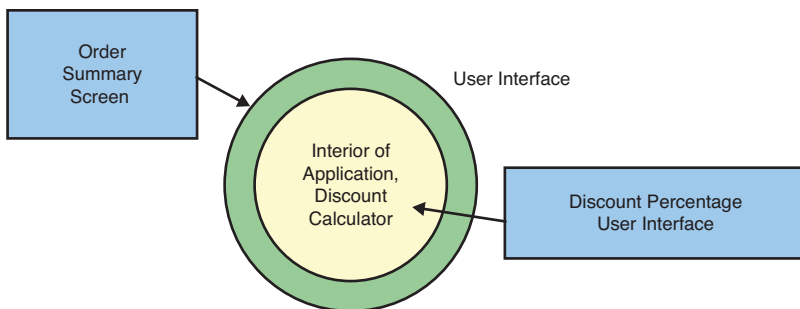 Order
Summary
Screen
User Interface
Interior of
Application,
Discount
Calculator
Discount Percentage
User Interface